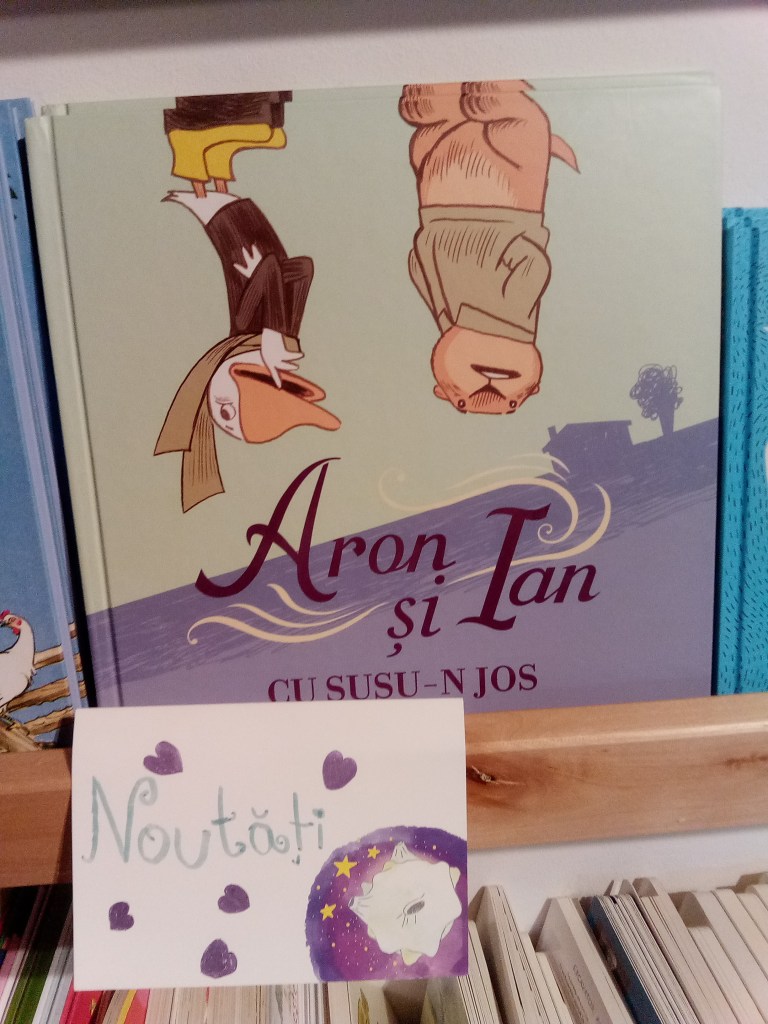 Aron
și Ian
CU SUSU-N JOS
Noutăți